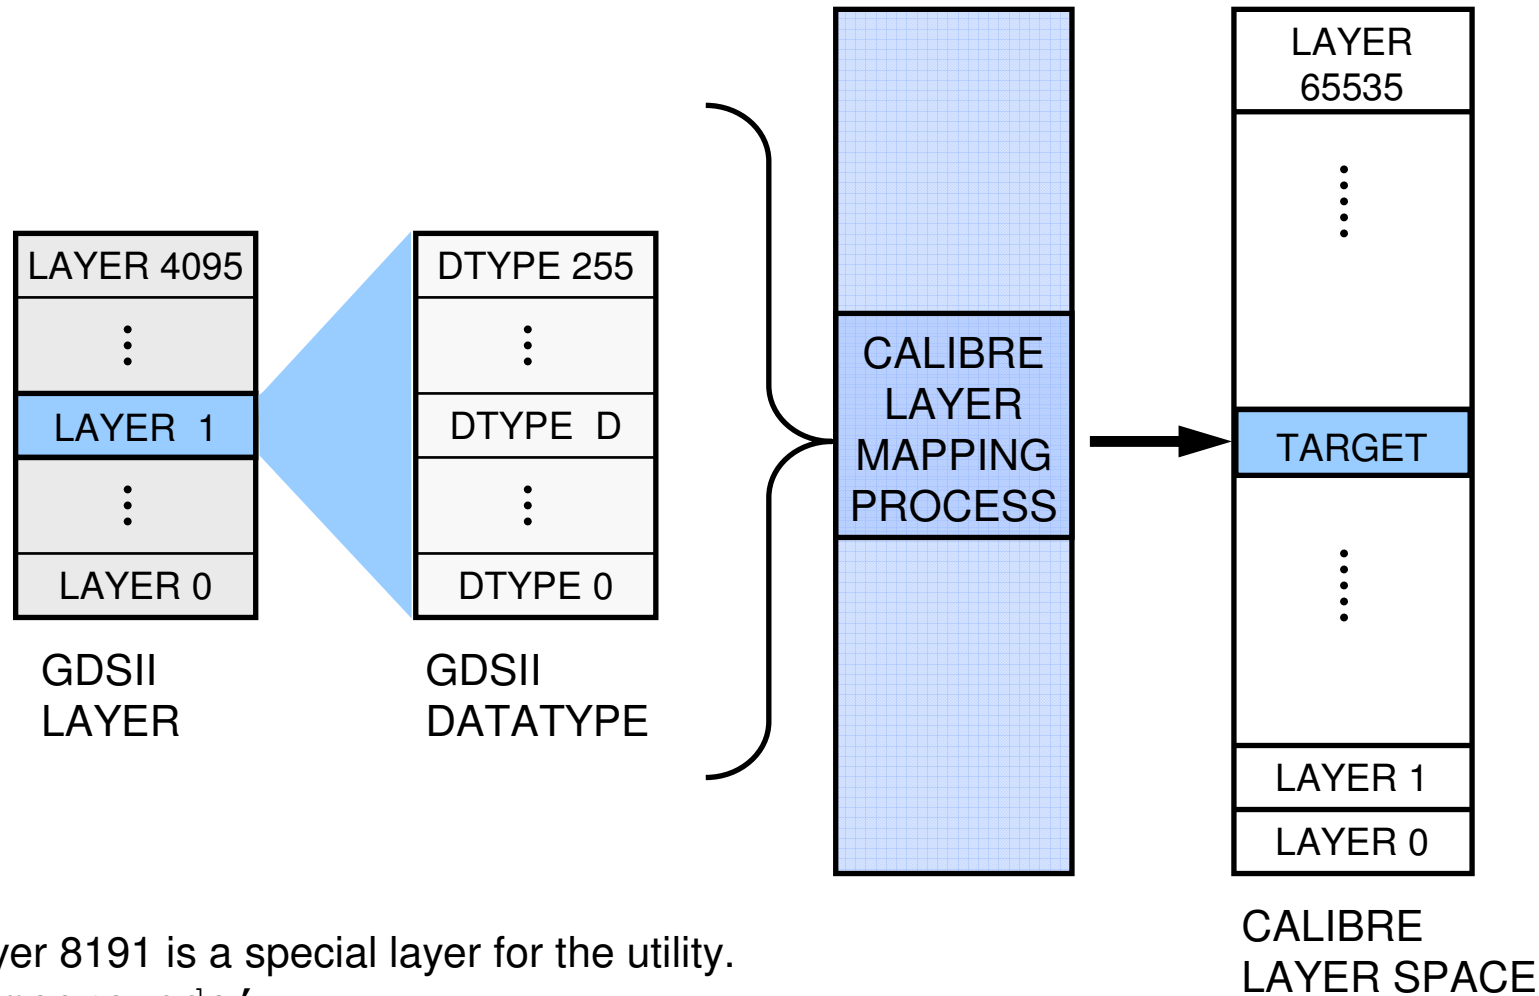 LAYER
65535
LAYER 4095
DTYPE 255
LAYER 1
DTYPE D
CALIBRE
LAYER
MAPPING
PROCESS
TARGET
LAYER 0
DTYPE 0
GDSII
LAYER
GDSII
DATATYPE
LAYER 1
LAYER 0
CALIBRE
LAYER SPACE
8191 is a special layer for the utility.